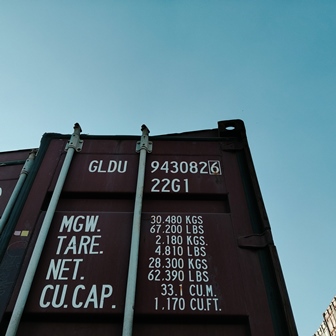 GLDU 943082 6
22G1
MGW. 30.480 KGS
67.200 LBS
TARE. 2.180 KGS.
4.810 LBS
NET. 28.300 KGS
62.390 LBS
CU.CAP. 33.1 CU.M.
1.170 CU.FT.